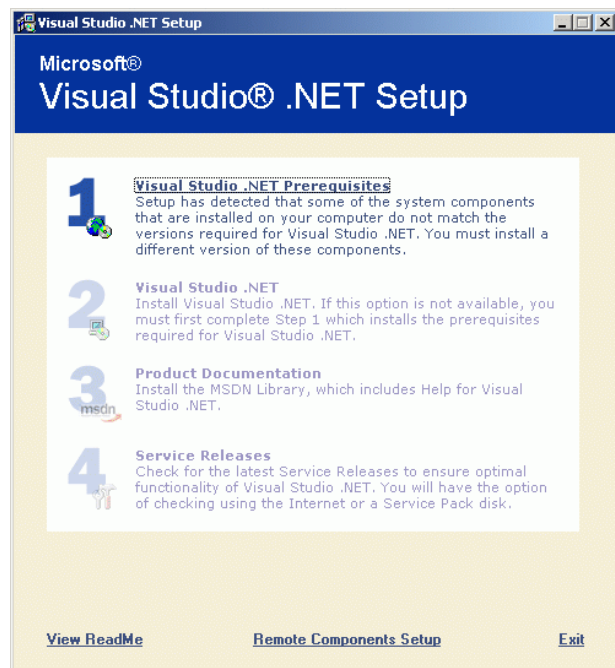 Visual Studio .NET Setup
Microsoft®
Visual Studio® .NET Setup
1
Visual Studio .NET Prerequisites
Setup has detected that some of the system components
that are installed on your computer do not match the
versions required for Visual Studio .NET. You must install a
different version of these components.
2
Visual Studio .NET
Install Visual Studio .NET. If this option is not available, you
must first complete Step 1 which installs the prerequisites
required for Visual Studio .NET.
3
msdn
Product Documentation
Install the MSDN Library, which includes Help for Visual
Studio .NET.
4
Service Releases
Check for the latest Service Releases to ensure optimal
functionality of Visual Studio .NET. You will have the option
of checking using the Internet or a Service Pack disk.
View ReadMe
Remote Components Setup
Exit